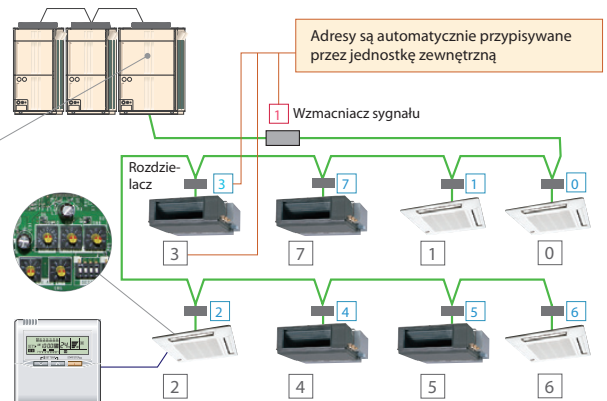 Adresy są automatycznie przypisywane
przez jednostkę zewnętrzną
1 Wzmacniacz sygnału
Rozdzie-
lacz
3 7 1 0
3 7 1 0
2 4 5 6
2 4 5 6